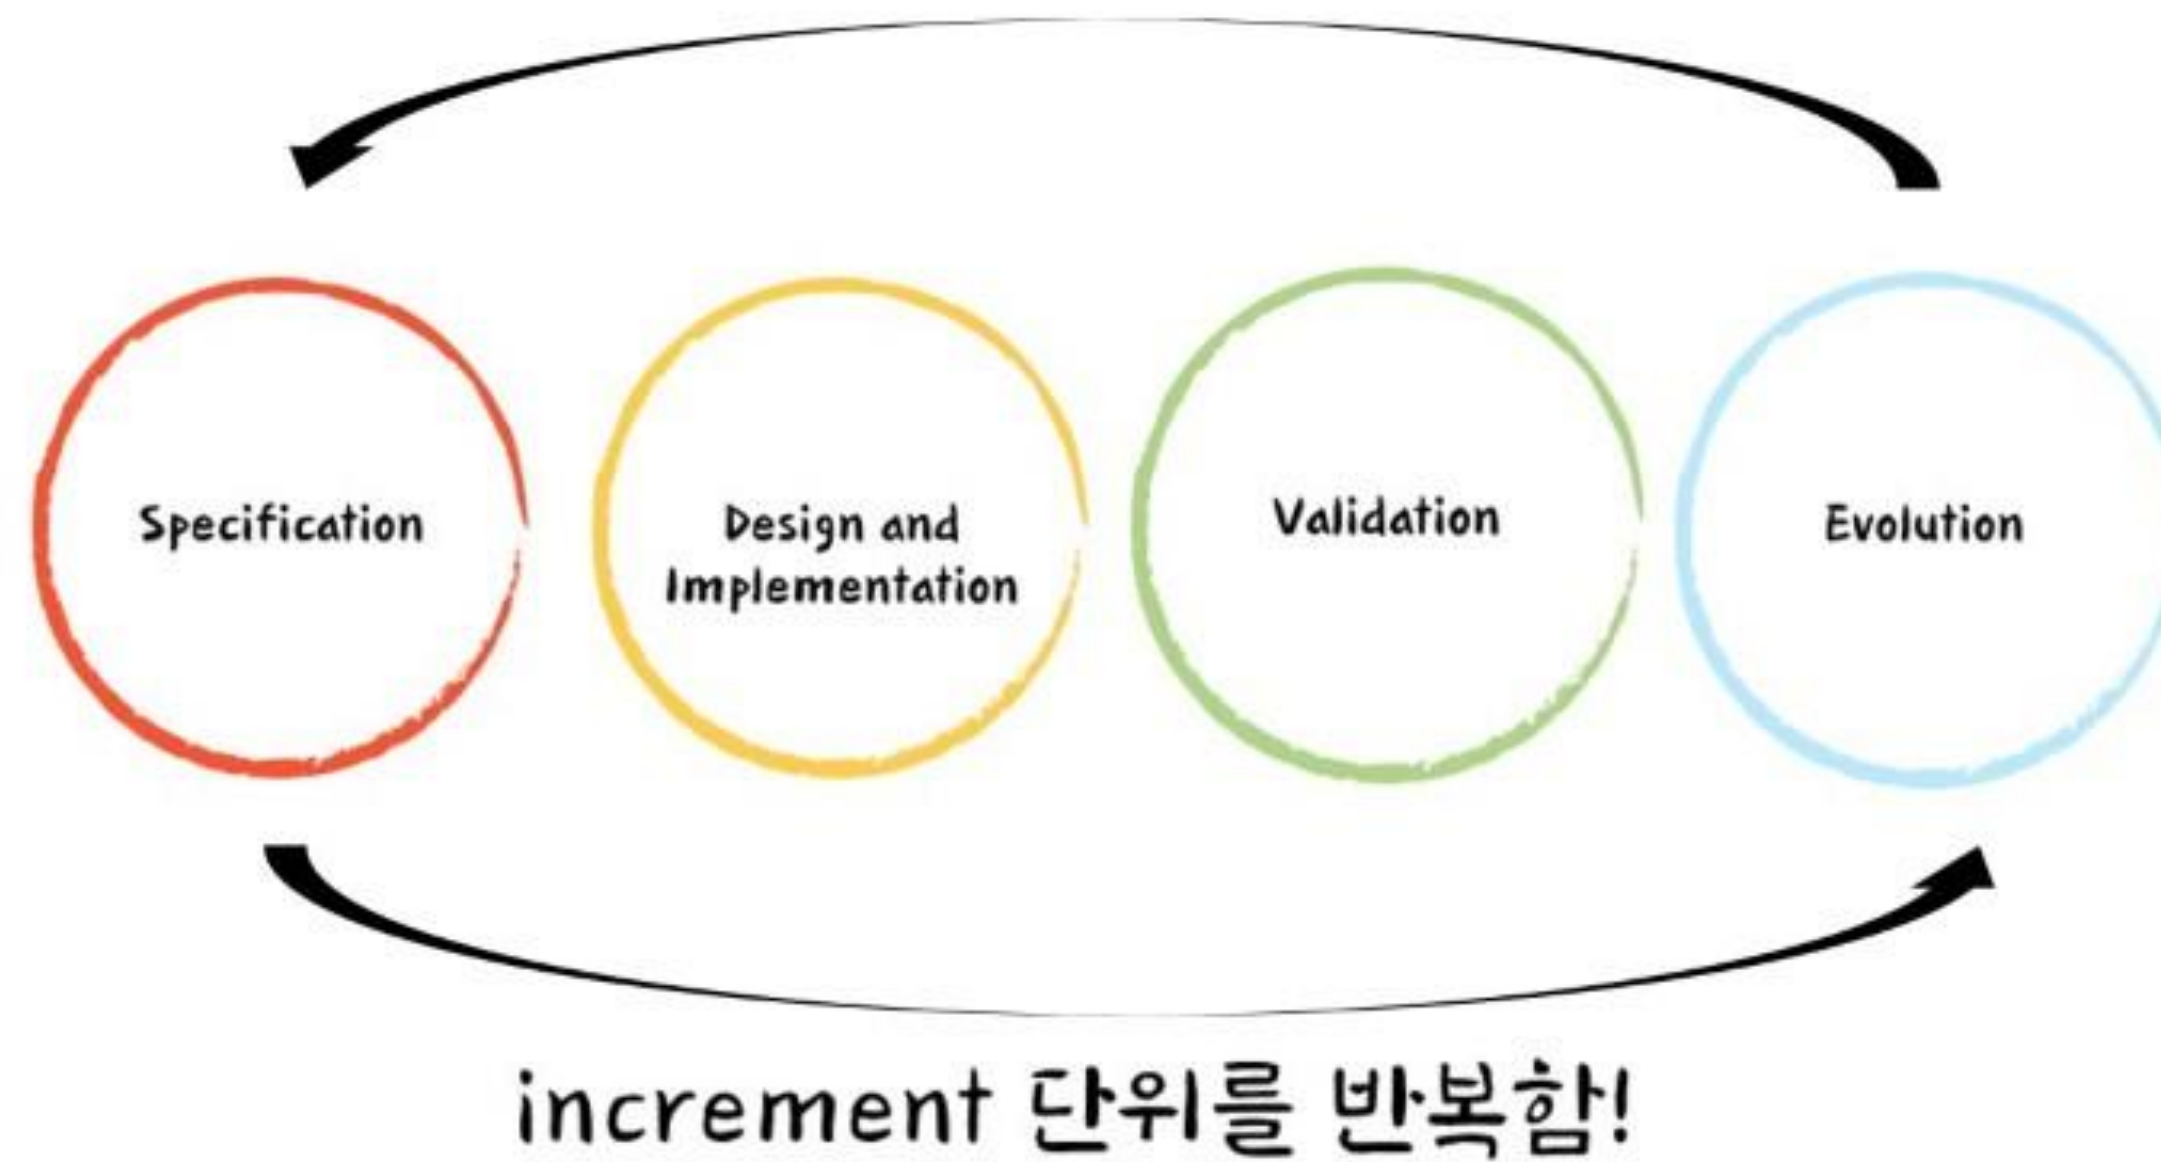 Specification
Design and
Implementation
Validation
Evolution
increment 단위를 반복함!